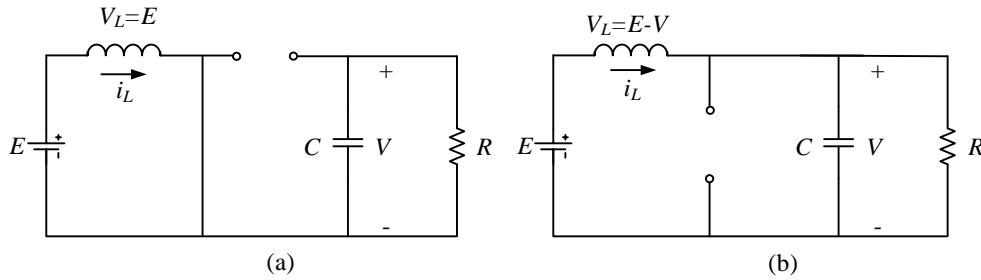 V_L=E
i_L
E
+
-
+
C
V
R
-
(a)
V_L=E-V
i_L
E
+
-
+
C
V
R
-
(b)